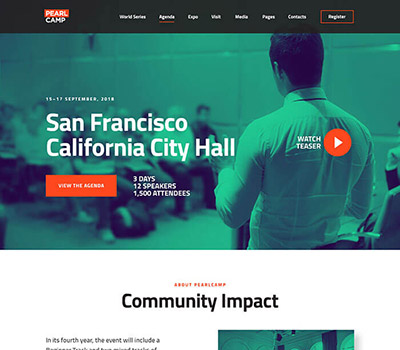 PEARL
CAMP
World Series
Agenda
Expo
Visit
Media
Pages
Contacts
Register
15–17 SEPTEMBER, 2016
San Francisco
California City Hall
WATCH
TEASER
VIEW THE AGENDA
3 DAYS
12 SPEAKERS
1,500 ATTENDEES
ABOUT PEARLCAMP
Community Impact
In its fourth year, the event will include a